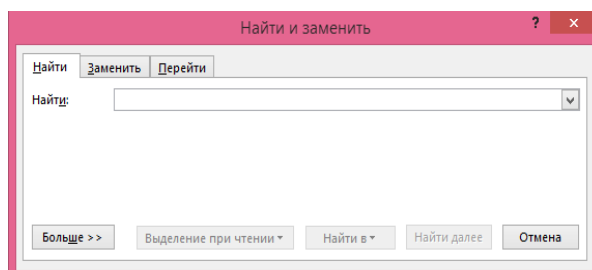 Найти и заменить ? ×
Найти Заменить Перейти
Найти:
Больше >> Выделение при чтении Найти в Найти далее Отмена